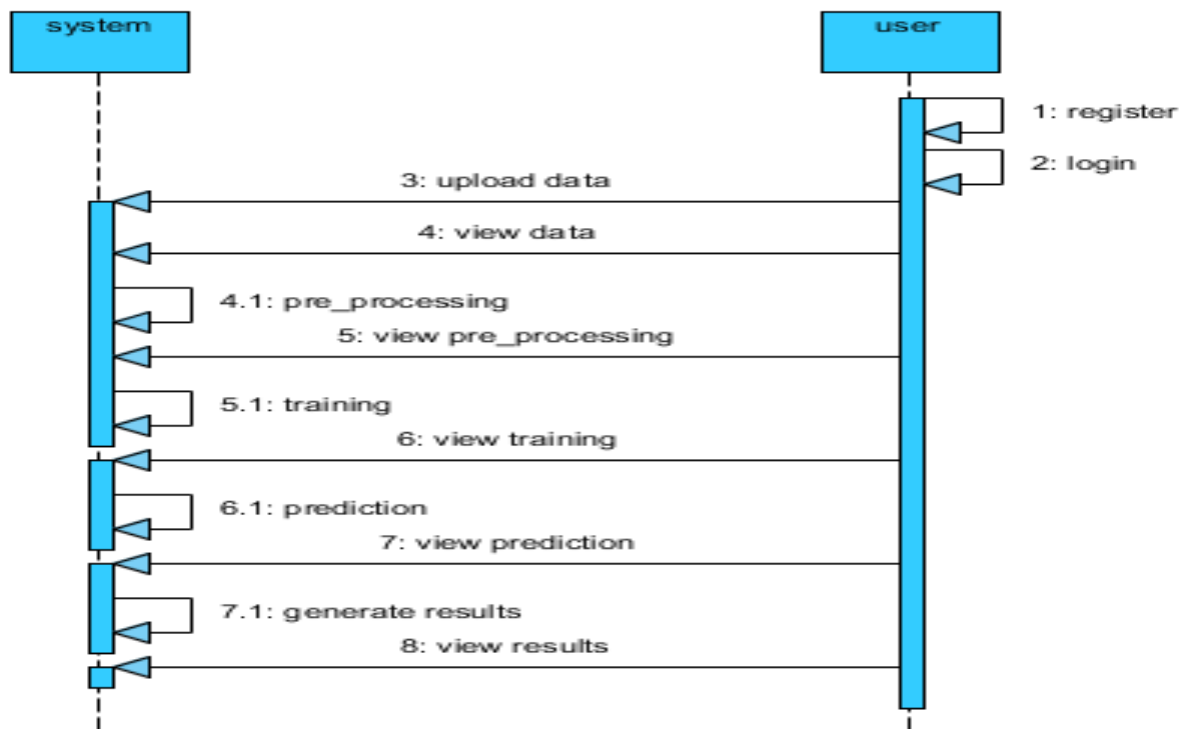 system
user
1: register
2: login
3: upload data
4: view data
4.1: pre_processing
5: view pre_processing
5.1: training
6: view training
6.1: prediction
7: view prediction
7.1: generate results
8: view results